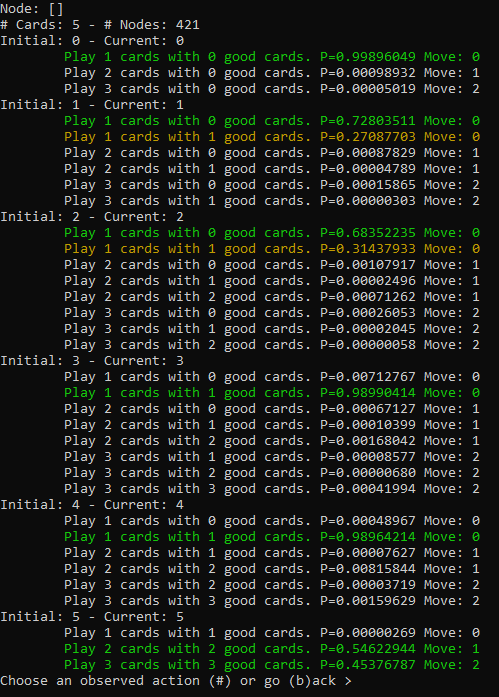 Node: []
# Cards: 5 - # Nodes: 421
Initial: 0 - Current: 0
Play 1 cards with 0 good cards. P=0.99896049 Move: 0
Play 2 cards with 0 good cards. P=0.00098932 Move: 1
Play 3 cards with 0 good cards. P=0.00005019 Move: 2
Initial: 1 - Current: 1
Play 1 cards with 0 good cards. P=0.72803511 Move: 0
Play 1 cards with 1 good cards. P=0.27087703 Move: 0
Play 2 cards with 0 good cards. P=0.00087829 Move: 1
Play 2 cards with 1 good cards. P=0.00004789 Move: 1
Play 3 cards with 0 good cards. P=0.00015865 Move: 2
Play 3 cards with 1 good cards. P=0.00000303 Move: 2
Initial: 2 - Current: 2
Play 1 cards with 0 good cards. P=0.68352235 Move: 0
Play 1 cards with 1 good cards. P=0.31437933 Move: 0
Play 2 cards with 0 good cards. P=0.00107917 Move: 1
Play 2 cards with 1 good cards. P=0.00002496 Move: 1
Play 2 cards with 2 good cards. P=0.00071262 Move: 1
Play 3 cards with 0 good cards. P=0.00026053 Move: 2
Play 3 cards with 1 good cards. P=0.00002045 Move: 2
Play 3 cards with 2 good cards. P=0.00000058 Move: 2
Initial: 3 - Current: 3
Play 1 cards with 0 good cards. P=0.00712767 Move: 0
Play 1 cards with 1 good cards. P=0.98990414 Move: 0
Play 2 cards with 0 good cards. P=0.00067127 Move: 1
Play 2 cards with 1 good cards. P=0.00010399 Move: 1
Play 2 cards with 2 good cards. P=0.00168042 Move: 1
Play 3 cards with 1 good cards. P=0.00008577 Move: 2
Play 3 cards with 2 good cards. P=0.00000680 Move: 2
Play 3 cards with 3 good cards. P=0.00041994 Move: 2
Initial: 4 - Current: 4
Play 1 cards with 0 good cards. P=0.00048967 Move: 0
Play 1 cards with 1 good cards. P=0.98964214 Move: 0
Play 2 cards with 1 good cards. P=0.00007627 Move: 1
Play 2 cards with 2 good cards. P=0.00815844 Move: 1
Play 3 cards with 2 good cards. P=0.00003719 Move: 2
Play 3 cards with 3 good cards. P=0.00159629 Move: 2
Initial: 5 - Current: 5
Play 1 cards with 1 good cards. P=0.00000269 Move: 0
Play 2 cards with 2 good cards. P=0.54622944 Move: 1
Play 3 cards with 3 good cards. P=0.45376787 Move: 2
Choose an observed action (#) or go (b)ack >